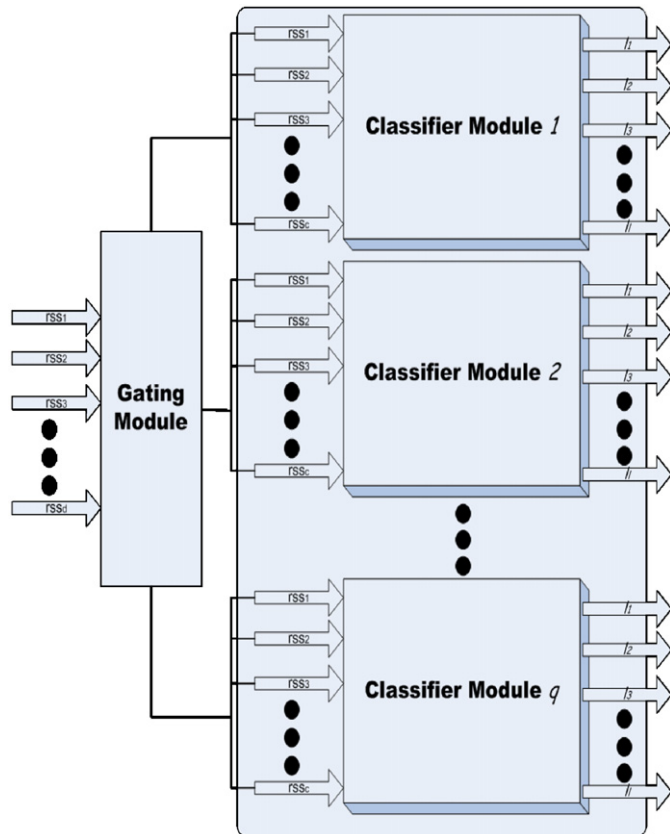 rss1
rss2
rss3
rssd
Gating
Module
rss1
rss2
rss3
rssc
Classifier Module 1
l1
l2
l3
ll
rss1
rss2
rss3
rssc
Classifier Module 2
l1
l2
l3
ll
rss1
rss2
rss3
rssc
Classifier Module q
l1
l2
l3
ll